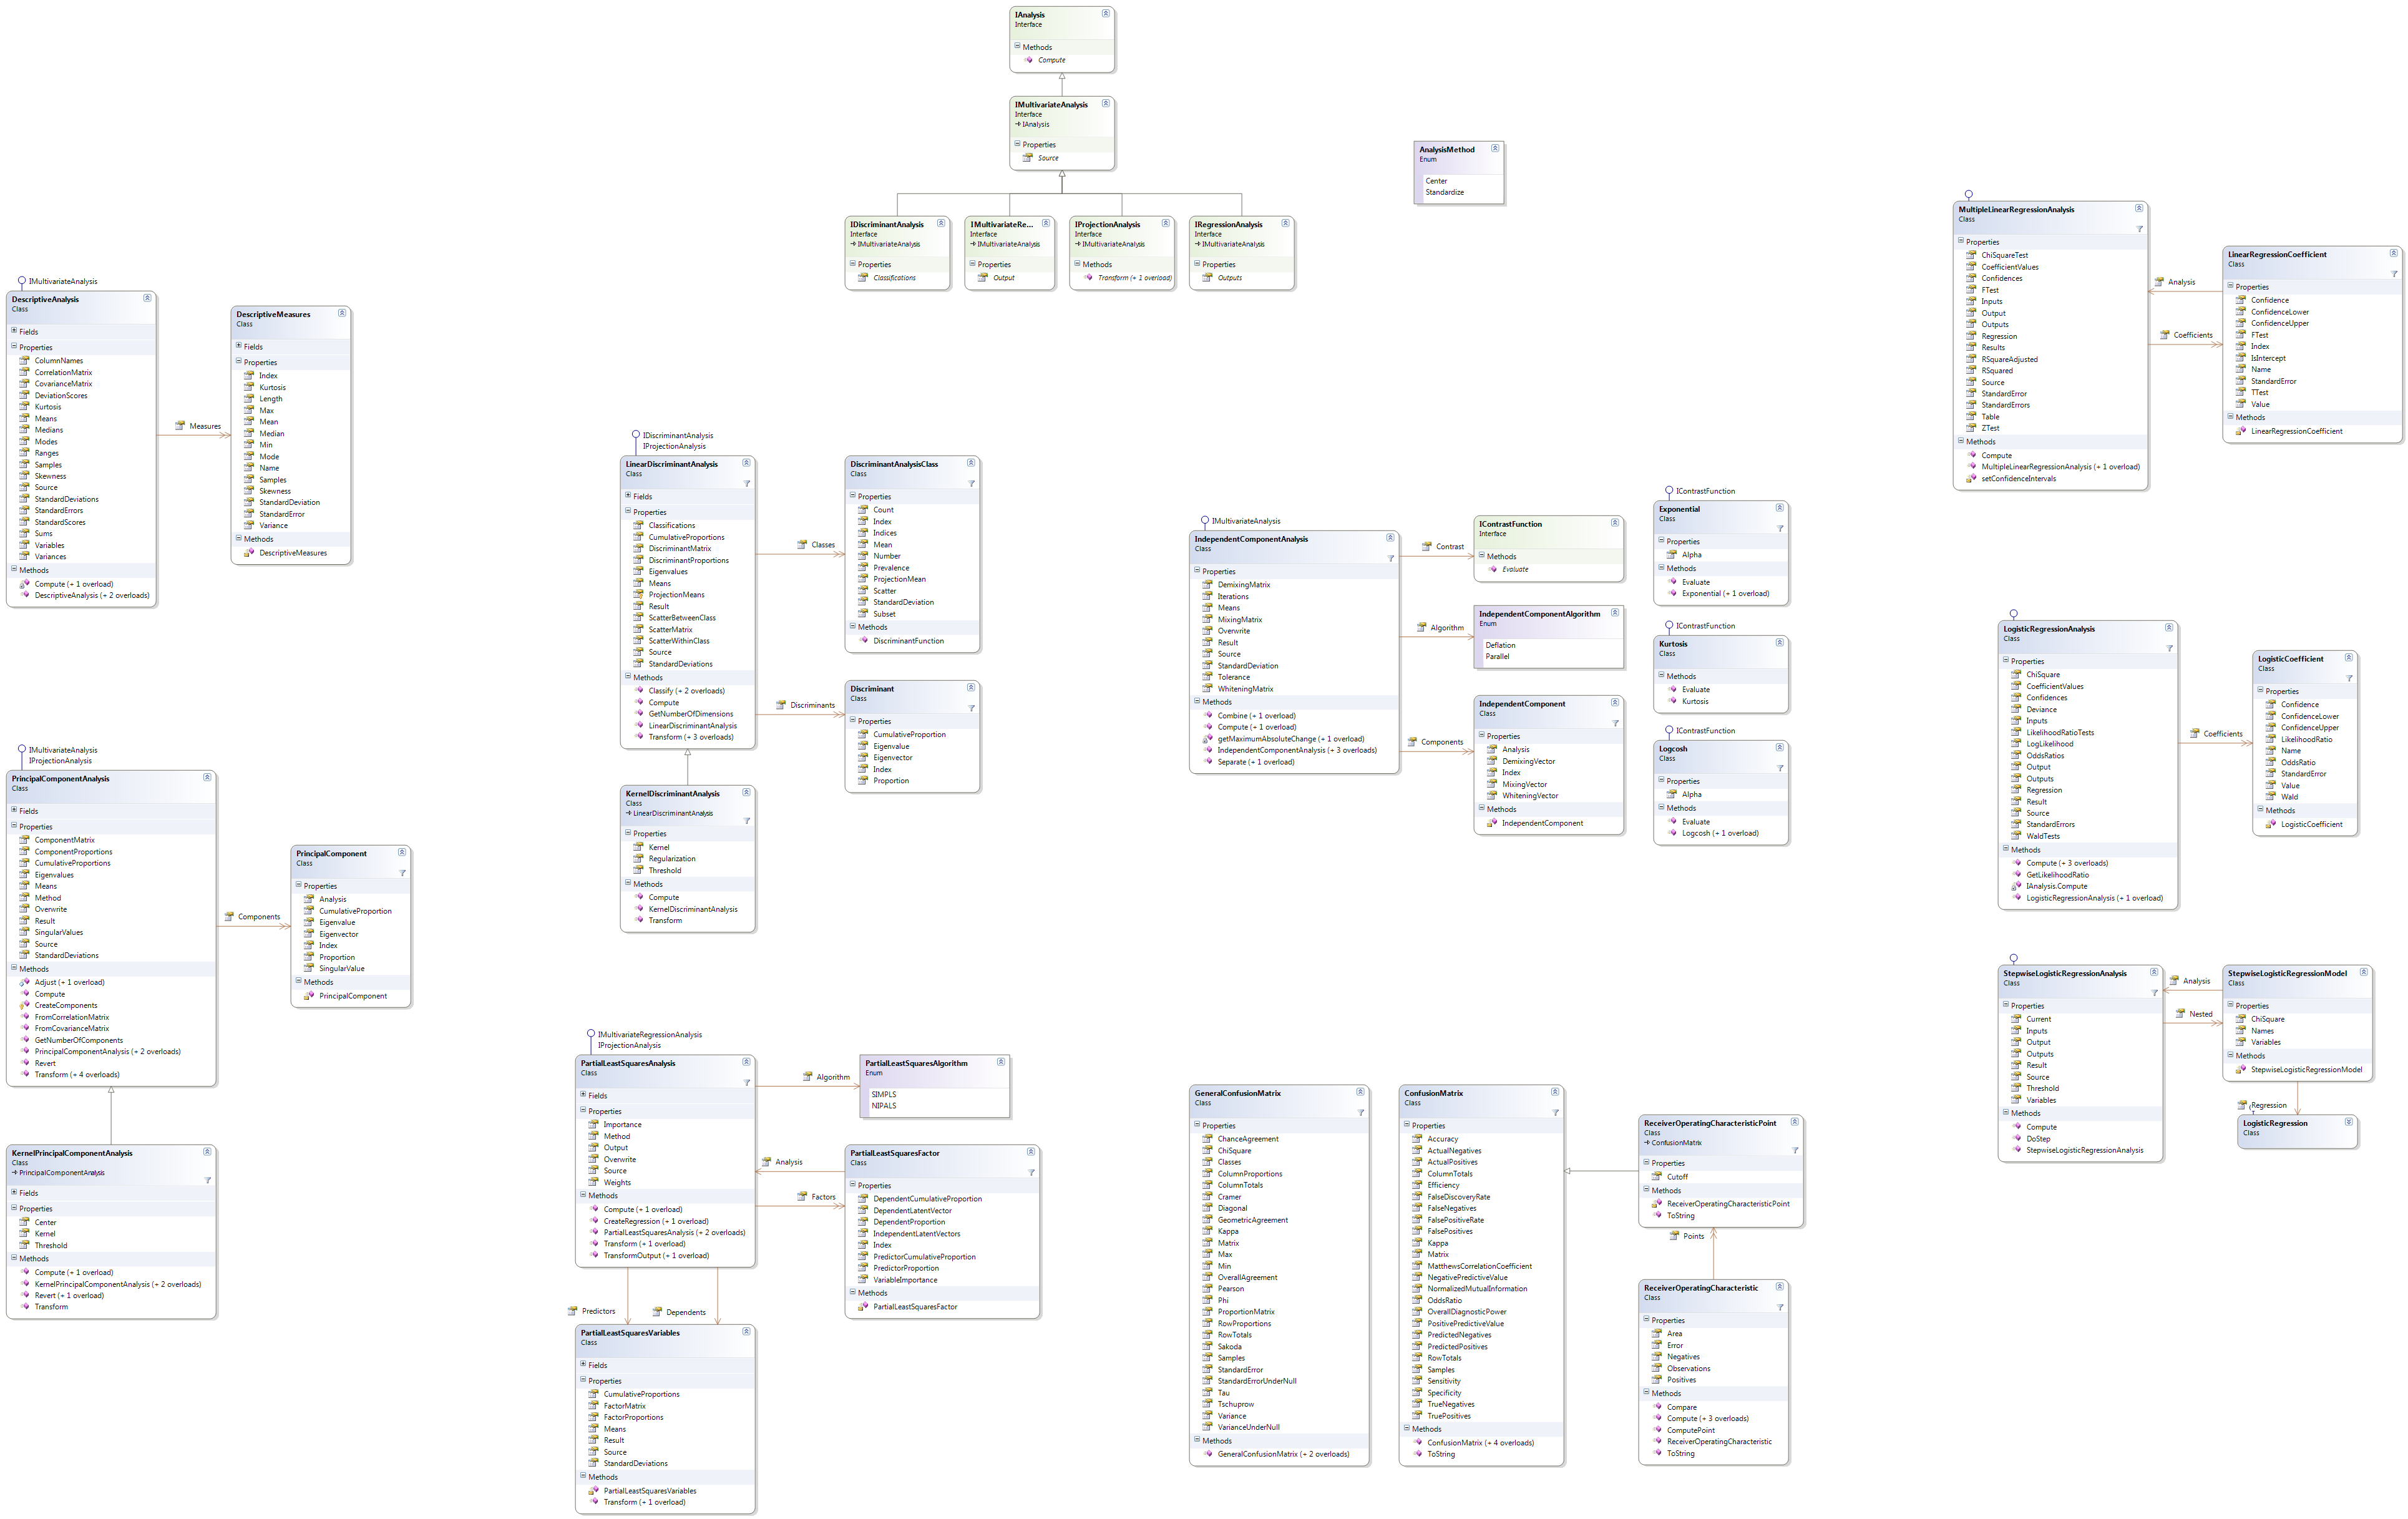 IAnalysis
Interface
Methods
Compute
IMultivariateAnalysis
Interface
IAnalysis
Properties
Source
AnalysisMethod
Enum
Center
Standardize
IDiscriminantAnalysis
Interface
IMultivariateAnalysis
Properties
Classifications
IMultivariateRe...
Interface
IMultivariateAnalysis
Properties
Output
IProjectionAnalysis
Interface
IMultivariateAnalysis
Methods
Transform (+ 1 overload)
IRegressionAnalysis
Interface
IMultivariateAnalysis
Properties
Outputs
IMultivariateAnalysis
DescriptiveAnalysis
Class
Fields
Properties
ColumnNames
CorrelationMatrix
CovarianceMatrix
DeviationScores
Kurtosis
Means
Medians
Modes
Ranges
Samples
Skewness
Source
StandardDeviations
StandardErrors
StandardScores
Sums
Variables
Variances
Methods
Compute (+ 1 overload)
DescriptiveAnalysis (+ 2 overloads)
Measures
DescriptiveMeasures
Class
Fields
Properties
Index
Kurtosis
Length
Max
Mean
Median
Min
Mode
Name
Samples
Skewness
StandardDeviation
StandardError
Variance
Methods
DescriptiveMeasures
IMultivariateAnalysis
IProjectionAnalysis
PrincipalComponentAnalysis
Class
Fields
Properties
ComponentMatrix
ComponentProportions
CumulativeProportions
Eigenvalues
Means
Method
Overwrite
Result
SingularValues
Source
StandardDeviations
Methods
Adjust (+ 1 overload)
Compute
CreateComponents
FromCorrelationMatrix
FromCovarianceMatrix
GetNumberOfComponents
PrincipalComponentAnalysis (+ 2 overloads)
Revert
Transform (+ 4 overloads)
Components
PrincipalComponent
Class
Properties
Analysis
CumulativeProportion
Eigenvalue
Eigenvector
Index
Proportion
SingularValue
Methods
PrincipalComponent
KernelPrincipalComponentAnalysis
Class
PrincipalComponentAnalysis
Fields
Properties
Center
Kernel
Threshold
Methods
Compute (+ 1 overload)
KernelPrincipalComponentAnalysis (+ 2 overloads)
Revert (+ 1 overload)
Transform
IDiscriminantAnalysis
IProjectionAnalysis
LinearDiscriminantAnalysis
Class
Fields
Properties
Classifications
CumulativeProportions
DiscriminantMatrix
DiscriminantProportions
Eigenvalues
Means
ProjectionMeans
Result
ScatterBetweenClass
ScatterMatrix
ScatterWithinClass
Source
StandardDeviations
Methods
Classify (+ 2 overloads)
Compute
GetNumberOfDimensions
LinearDiscriminantAnalysis
Transform (+ 3 overloads)
Classes
DiscriminantAnalysisClass
Class
Properties
Count
Index
Indices
Mean
Number
Prevalence
ProjectionMean
Scatter
StandardDeviation
Subset
Methods
DiscriminantFunction
Discriminants
Discriminant
Class
Properties
CumulativeProportion
Eigenvalue
Eigenvector
Index
Proportion
KernelDiscriminantAnalysis
Class
LinearDiscriminantAnalysis
Properties
Kernel
Regularization
Threshold
Methods
Compute
KernelDiscriminantAnalysis
Transform
IMultivariateRegressionAnalysis
IProjectionAnalysis
PartialLeastSquaresAnalysis
Class
Fields
Properties
Importance
Method
Output
Overwrite
Source
Weights
Methods
Compute (+ 1 overload)
CreateRegression (+ 1 overload)
PartialLeastSquaresAnalysis (+ 2 overloads)
Transform (+ 1 overload)
TransformOutput (+ 1 overload)
Algorithm
PartialLeastSquaresAlgorithm
Enum
SIMPLS
NIPALS
Analysis
Factors
PartialLeastSquaresFactor
Class
Properties
DependentCumulativeProportion
DependentLatentVector
DependentProportion
IndependentLatentVectors
Index
PredictorCumulativeProportion
PredictorProportion
VariableImportance
Methods
PartialLeastSquaresFactor
Predictors
Dependents
PartialLeastSquaresVariables
Class
Fields
Properties
CumulativeProportions
FactorMatrix
FactorProportions
Means
Result
Source
StandardDeviations
Methods
PartialLeastSquaresVariables
Transform (+ 1 overload)
IMultivariateAnalysis
IndependentComponentAnalysis
Class
Properties
DemixingMatrix
Iterations
Means
MixingMatrix
Overwrite
Result
Source
StandardDeviation
Tolerance
WhiteningMatrix
Methods
Combine (+ 1 overload)
Compute (+ 1 overload)
getMaximumAbsoluteChange (+ 1 overload)
IndependentComponentAnalysis (+ 3 overloads)
Separate (+ 1 overload)
Contrast
IContrastFunction
Interface
Methods
Evaluate
Algorithm
IndependentComponentAlgorithm
Enum
Deflation
Parallel
Components
IndependentComponent
Class
Properties
Analysis
DemixingVector
Index
MixingVector
WhiteningVector
Methods
IndependentComponent
IContrastFunction
Exponential
Class
Properties
Alpha
Methods
Evaluate
Exponential (+ 1 overload)
IContrastFunction
Kurtosis
Class
Methods
Evaluate
Kurtosis
IContrastFunction
Logcosh
Class
Properties
Alpha
Methods
Evaluate
Logcosh (+ 1 overload)
GeneralConfusionMatrix
Class
Properties
ChanceAgreement
ChiSquare
Classes
ColumnProportions
ColumnTotals
Cramer
Diagonal
GeometricAgreement
Kappa
Matrix
Max
Min
OverallAgreement
Pearson
Phi
ProportionMatrix
RowProportions
RowTotals
Sakoda
Samples
StandardError
StandardErrorUnderNull
Tau
Tschuprow
Variance
VarianceUnderNull
Methods
GeneralConfusionMatrix (+ 2 overloads)
ConfusionMatrix
Class
Properties
Accuracy
ActualNegatives
ActualPositives
ColumnTotals
Efficiency
FalseDiscoveryRate
FalseNegatives
FalsePositiveRate
FalsePositives
Kappa
Matrix
MatthewsCorrelationCoefficient
NegativePredictiveValue
NormalizedMutualInformation
OddsRatio
OverallDiagnosticPower
PositivePredictiveValue
PredictedNegatives
PredictedPositives
RowTotals
Samples
Sensitivity
Specificity
TrueNegatives
TruePositives
Methods
ConfusionMatrix (+ 4 overloads)
ToString
ReceiverOperatingCharacteristicPoint
Class
ConfusionMatrix
Properties
Cutoff
Methods
ReceiverOperatingCharacteristicPoint
ToString
Points
ReceiverOperatingCharacteristic
Class
Properties
Area
Error
Negatives
Observations
Positives
Methods
Compare
Compute (+ 3 overloads)
ComputePoint
ReceiverOperatingCharacteristic
ToString
MultipleLinearRegressionAnalysis
Class
Properties
ChiSquareTest
CoefficientValues
Confidences
FTest
Inputs
Output
Outputs
Regression
Results
RSquareAdjusted
RSquared
Source
StandardError
StandardErrors
Table
ZTest
Methods
Compute
MultipleLinearRegressionAnalysis (+ 1 overload)
setConfidenceIntervals
Analysis
Coefficients
LinearRegressionCoefficient
Class
Properties
Confidence
ConfidenceLower
ConfidenceUpper
FTest
Index
IsIntercept
Name
StandardError
TTest
Value
Methods
LinearRegressionCoefficient
LogisticRegressionAnalysis
Class
Properties
ChiSquare
CoefficientValues
Confidences
Deviance
Inputs
LikelihoodRatioTests
LogLikelihood
OddsRatios
Output
Outputs
Regression
Result
Source
StandardErrors
WaldTests
Methods
Compute (+ 3 overloads)
GetLikelihoodRatio
IAnalysis.Compute
LogisticRegressionAnalysis (+ 1 overload)
Coefficients
LogisticCoefficient
Class
Properties
Confidence
ConfidenceLower
ConfidenceUpper
LikelihoodRatio
Name
OddsRatio
StandardError
Value
Wald
Methods
LogisticCoefficient
StepwiseLogisticRegressionAnalysis
Class
Properties
Current
Inputs
Output
Outputs
Result
Source
Threshold
Variables
Methods
Compute
DoStep
StepwiseLogisticRegressionAnalysis
Analysis
Nested
StepwiseLogisticRegressionModel
Class
Properties
ChiSquare
Names
Variables
Methods
StepwiseLogisticRegressionModel
Regression
LogisticRegression
Class